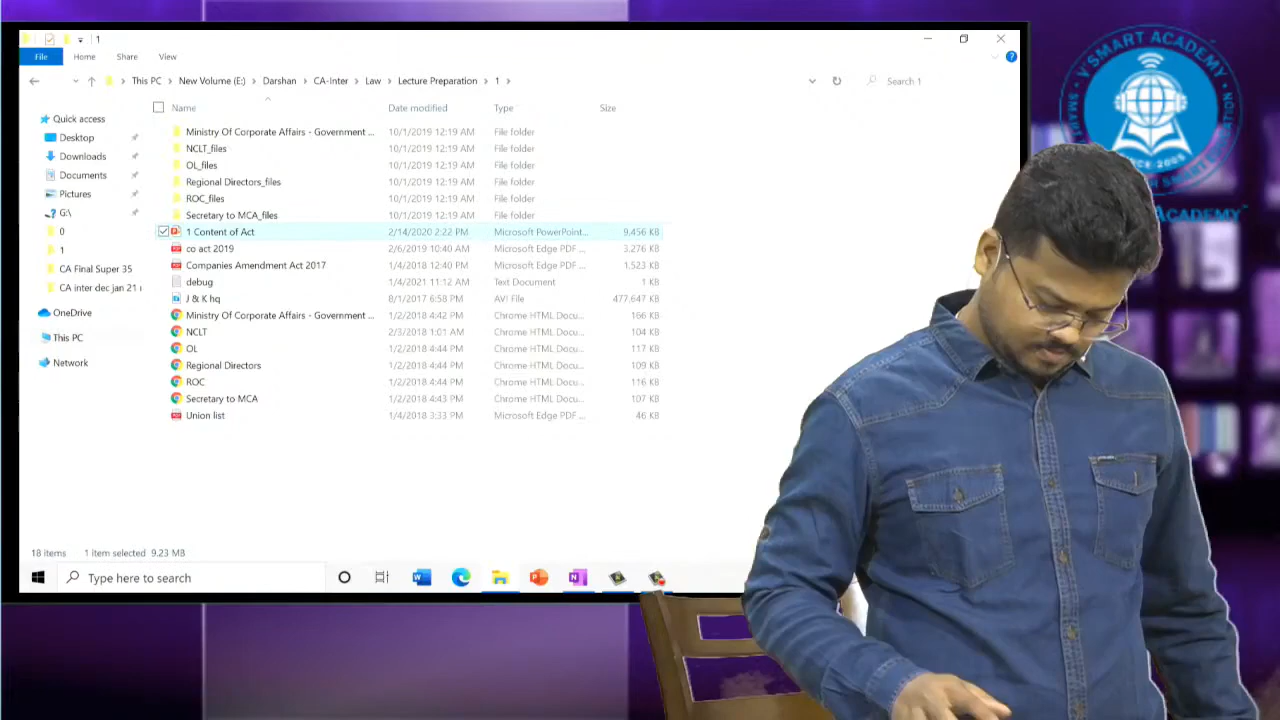 1
File Home Share View
This PC New Volume (E:) Darshan CA-Inter Law Lecture Preparation 1 Search 1
Name Date modified Type Size
Quick access
Desktop
Downloads
Documents
Pictures
G:\
0
1
CA Final Super 35
CA inter dec jan 21
OneDrive
This PC
Network
Ministry Of Corporate Affairs - Government ... 10/1/2019 12:19 AM File folder
NCLT_files 10/1/2019 12:19 AM File folder
OL_files 10/1/2019 12:19 AM File folder
Regional Directors_files 10/1/2019 12:19 AM File folder
ROC_files 10/1/2019 12:19 AM File folder
Secretary to MCA_files 10/1/2019 12:19 AM File folder
1 Content of Act 2/14/2020 2:22 PM Microsoft PowerPoint... 9,456 KB
co act 2019 2/6/2019 10:40 AM Microsoft Edge PDF ... 3,276 KB
Companies Amendment Act 2017 1/4/2018 12:40 PM Microsoft Edge PDF ... 1,523 KB
debug 1/4/2021 11:12 AM Text Document 1 KB
J & K hq 8/1/2017 6:58 PM AVI File 477,647 KB
Ministry Of Corporate Affairs - Government ... 1/2/2018 4:42 PM Chrome HTML Docu... 166 KB
NCLT 2/3/2018 1:01 AM Chrome HTML Docu... 104 KB
OL 1/2/2018 4:44 PM Chrome HTML Docu... 117 KB
Regional Directors 1/2/2018 4:44 PM Chrome HTML Docu... 109 KB
ROC 1/2/2018 4:44 PM Chrome HTML Docu... 116 KB
Secretary to MCA 1/2/2018 4:43 PM Chrome HTML Docu... 107 KB
Union list 1/4/2018 3:33 PM Microsoft Edge PDF ... 46 KB
18 items 1 item selected 9.23 MB
Type here to search
V'SMART ACADEMY
SINCE-2005
ACADEMY™